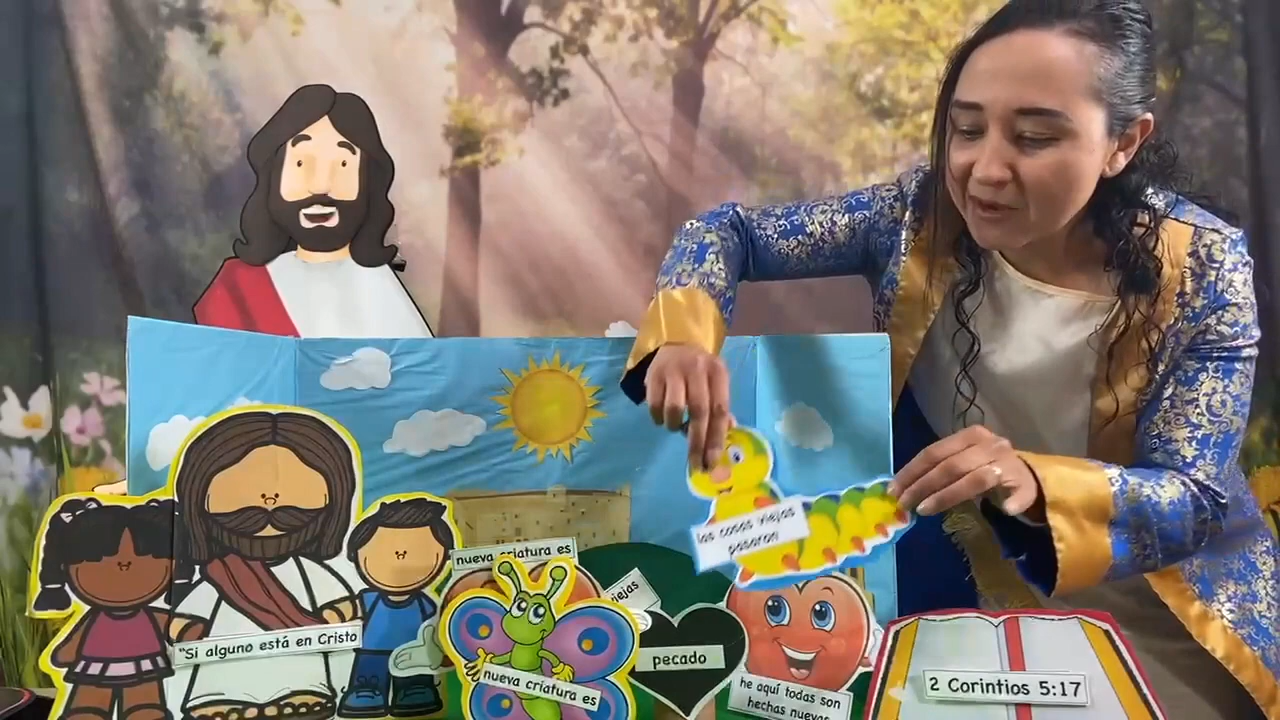 "Si alguno está en Cristo
nueva criatura es
viejas
nueva criatura es
pecado
las cosas viejas
pasaron
he aquí todas son
hechas nuevas
2 Corintios 5:17